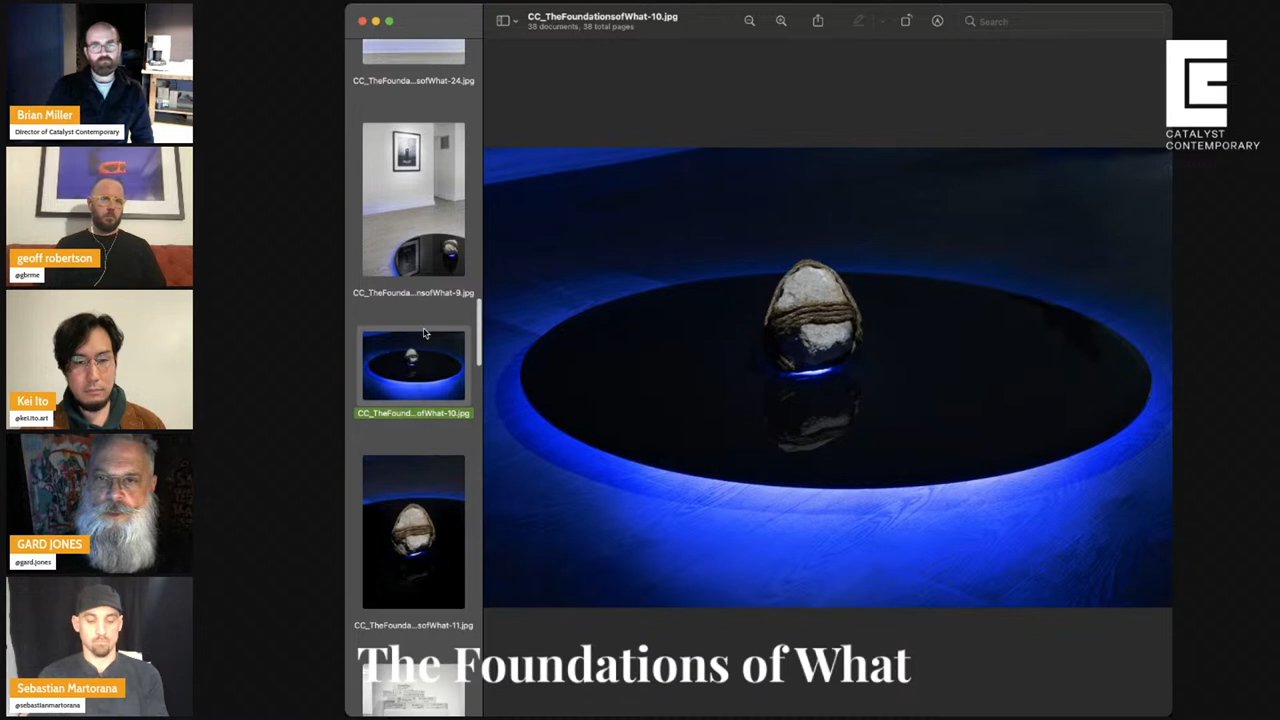 Brian Miller
Director of Catalyst Contemporary
geoff robertson
@gbrme
Kei Ito
@kei.ito.art
GARD JONES
@gard.jones
Sebastian Martorana
@sebastianmartorana
CC_TheFoundationsofWhat-10.jpg
38 documents, 38 total pages
Search
CC_TheFounda...sofWhat-24.jpg
CC_TheFounda...nsofWhat-9.jpg
CC_TheFound...ofWhat-10.jpg
CC_TheFounda...sofWhat-11.jpg
The Foundations of What
CATALYST
CONTEMPORARY